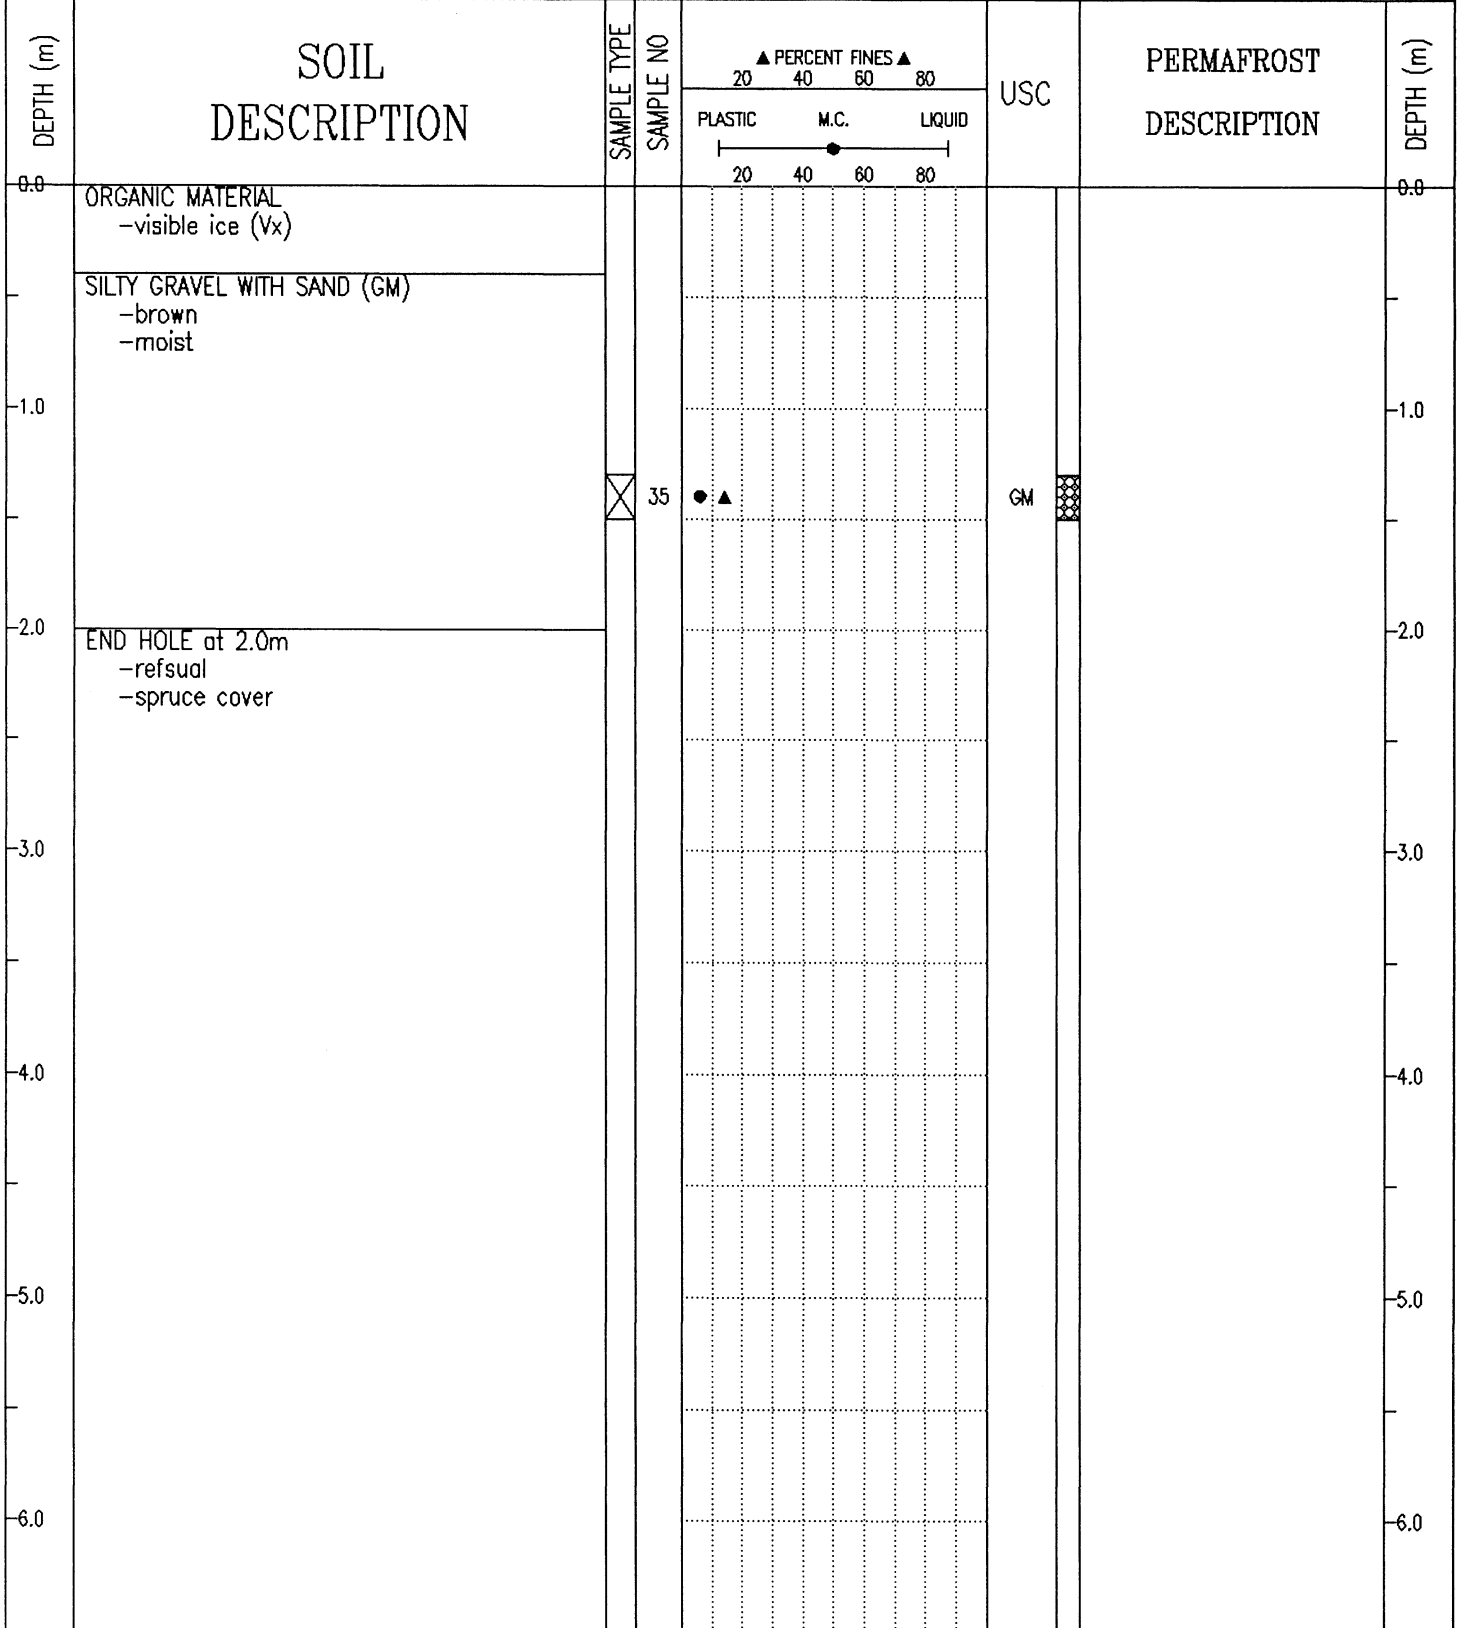 DEPTH (m)
SOIL
DESCRIPTION
SAMPLE TYPE
SAMPLE NO
▲ PERCENT FINES ▲
20 40 60 80
PLASTIC M.C. LIQUID
20 40 60 80
USC
PERMAFROST
DESCRIPTION
DEPTH (m)
0.0
ORGANIC MATERIAL
-visible ice (Vx)
0.0
SILTY GRAVEL WITH SAND (GM)
-brown
-moist
1.0
1.0
35
GM
2.0
END HOLE at 2.0m
-refsual
-spruce cover
2.0
3.0
3.0
4.0
4.0
5.0
5.0
6.0
6.0